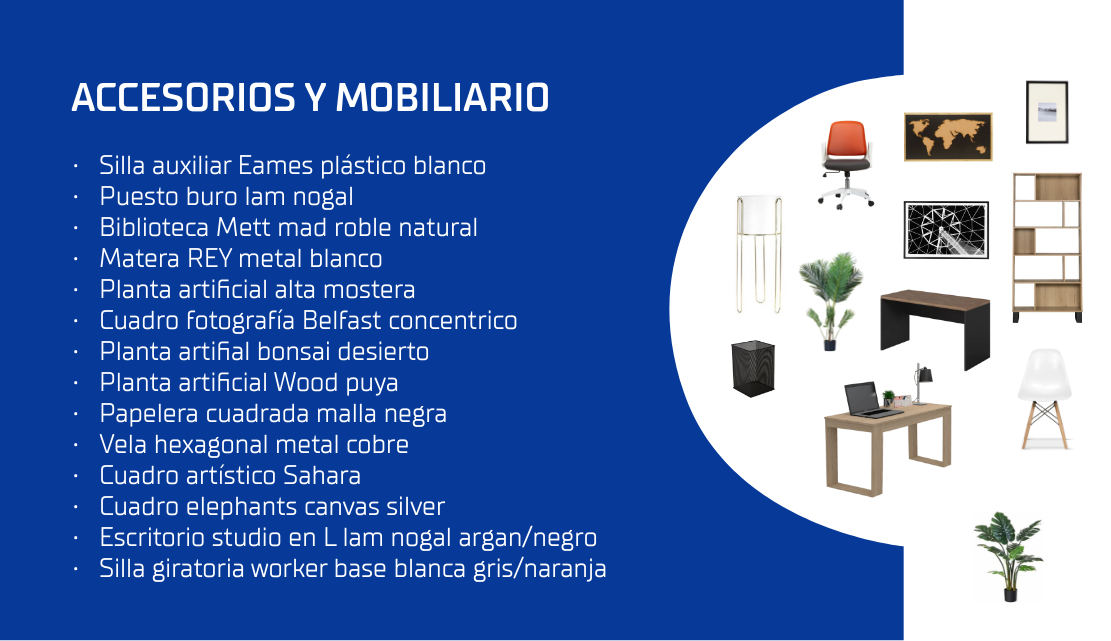 ACCESORIOS Y MOBILIARIO
· Silla auxiliar Eames plástico blanco
· Puesto buro lam nogal
· Biblioteca Mett mad roble natural
· Matera REY metal blanco
· Planta artificial alta mostera
· Cuadro fotografía Belfast concentrico
· Planta artifial bonsai desierto
· Planta artificial Wood puya
· Papelera cuadrada malla negra
· Vela hexagonal metal cobre
· Cuadro artístico Sahara
· Cuadro elephants canvas silver
· Escritorio studio en L lam nogal argan/negro
· Silla giratoria worker base blanca gris/naranja